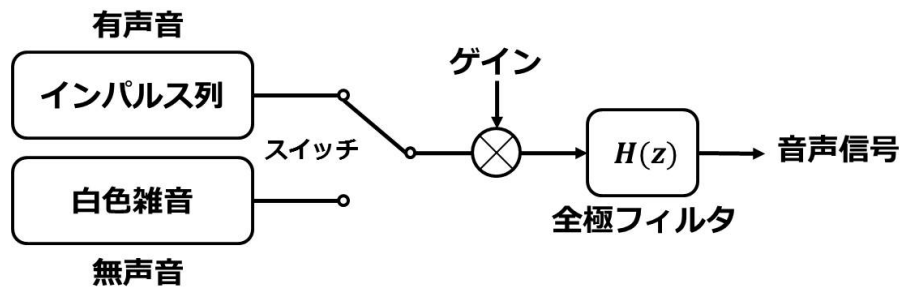 有声音
インパルス列
スイッチ
白色雑音
無声音
ゲイン
H(z)
全極フィルタ
音声信号